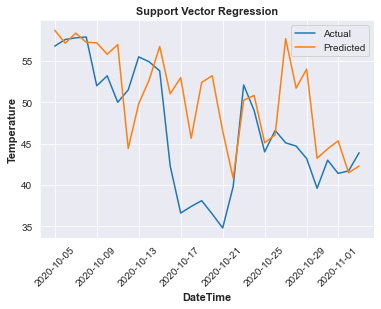 Support Vector Regression
Actual
Predicted
Temperature
55
50
45
40
35
2020-10-05
2020-10-09
2020-10-13
2020-10-17
2020-10-21
2020-10-25
2020-10-29
2020-11-01
DateTime